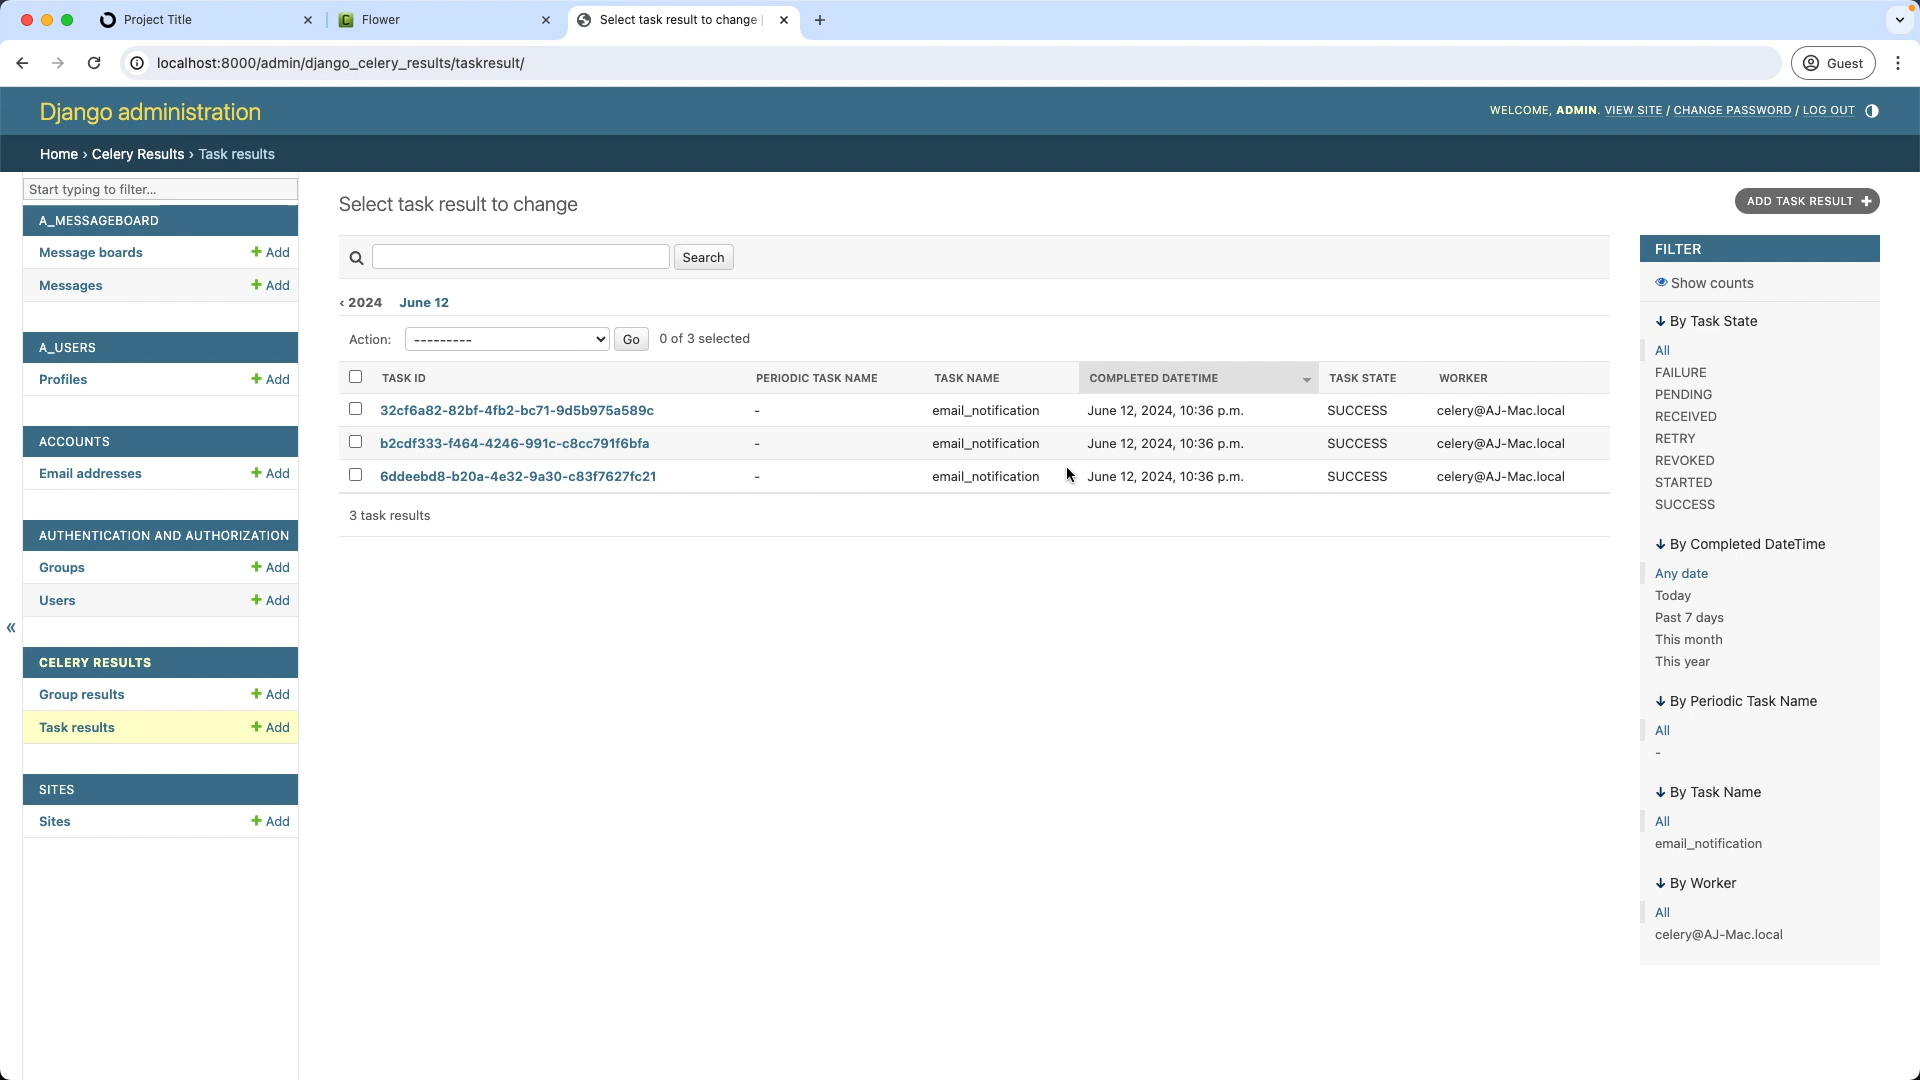 Project Title
Flower
Select task result to change
localhost:8000/admin/django_celery_results/taskresult/
Guest
Django administration
WELCOME, ADMIN. VIEW SITE / CHANGE PASSWORD / LOG OUT
Home › Celery Results › Task results
Start typing to filter...
A_MESSAGEBOARD
Message boards + Add
Messages + Add
A_USERS
Profiles + Add
ACCOUNTS
Email addresses + Add
AUTHENTICATION AND AUTHORIZATION
Groups + Add
Users + Add
«
CELERY RESULTS
Group results + Add
Task results + Add
SITES
Sites + Add
Select task result to change
ADD TASK RESULT +
Search
‹ 2024 June 12
Action: --------- Go 0 of 3 selected
TASK ID PERIODIC TASK NAME TASK NAME COMPLETED DATETIME TASK STATE WORKER
32cf6a82-82bf-4fb2-bc71-9d5b975a589c - email_notification June 12, 2024, 10:36 p.m. SUCCESS celery@AJ-Mac.local
b2cdf333-f464-4246-991c-c8cc791f6bfa - email_notification June 12, 2024, 10:36 p.m. SUCCESS celery@AJ-Mac.local
6ddeebd8-b20a-4e32-9a30-c83f7627fc21 - email_notification June 12, 2024, 10:36 p.m. SUCCESS celery@AJ-Mac.local
3 task results
FILTER
Show counts
↓ By Task State
All
FAILURE
PENDING
RECEIVED
RETRY
REVOKED
STARTED
SUCCESS
↓ By Completed DateTime
Any date
Today
Past 7 days
This month
This year
↓ By Periodic Task Name
All
-
↓ By Task Name
All
email_notification
↓ By Worker
All
celery@AJ-Mac.local